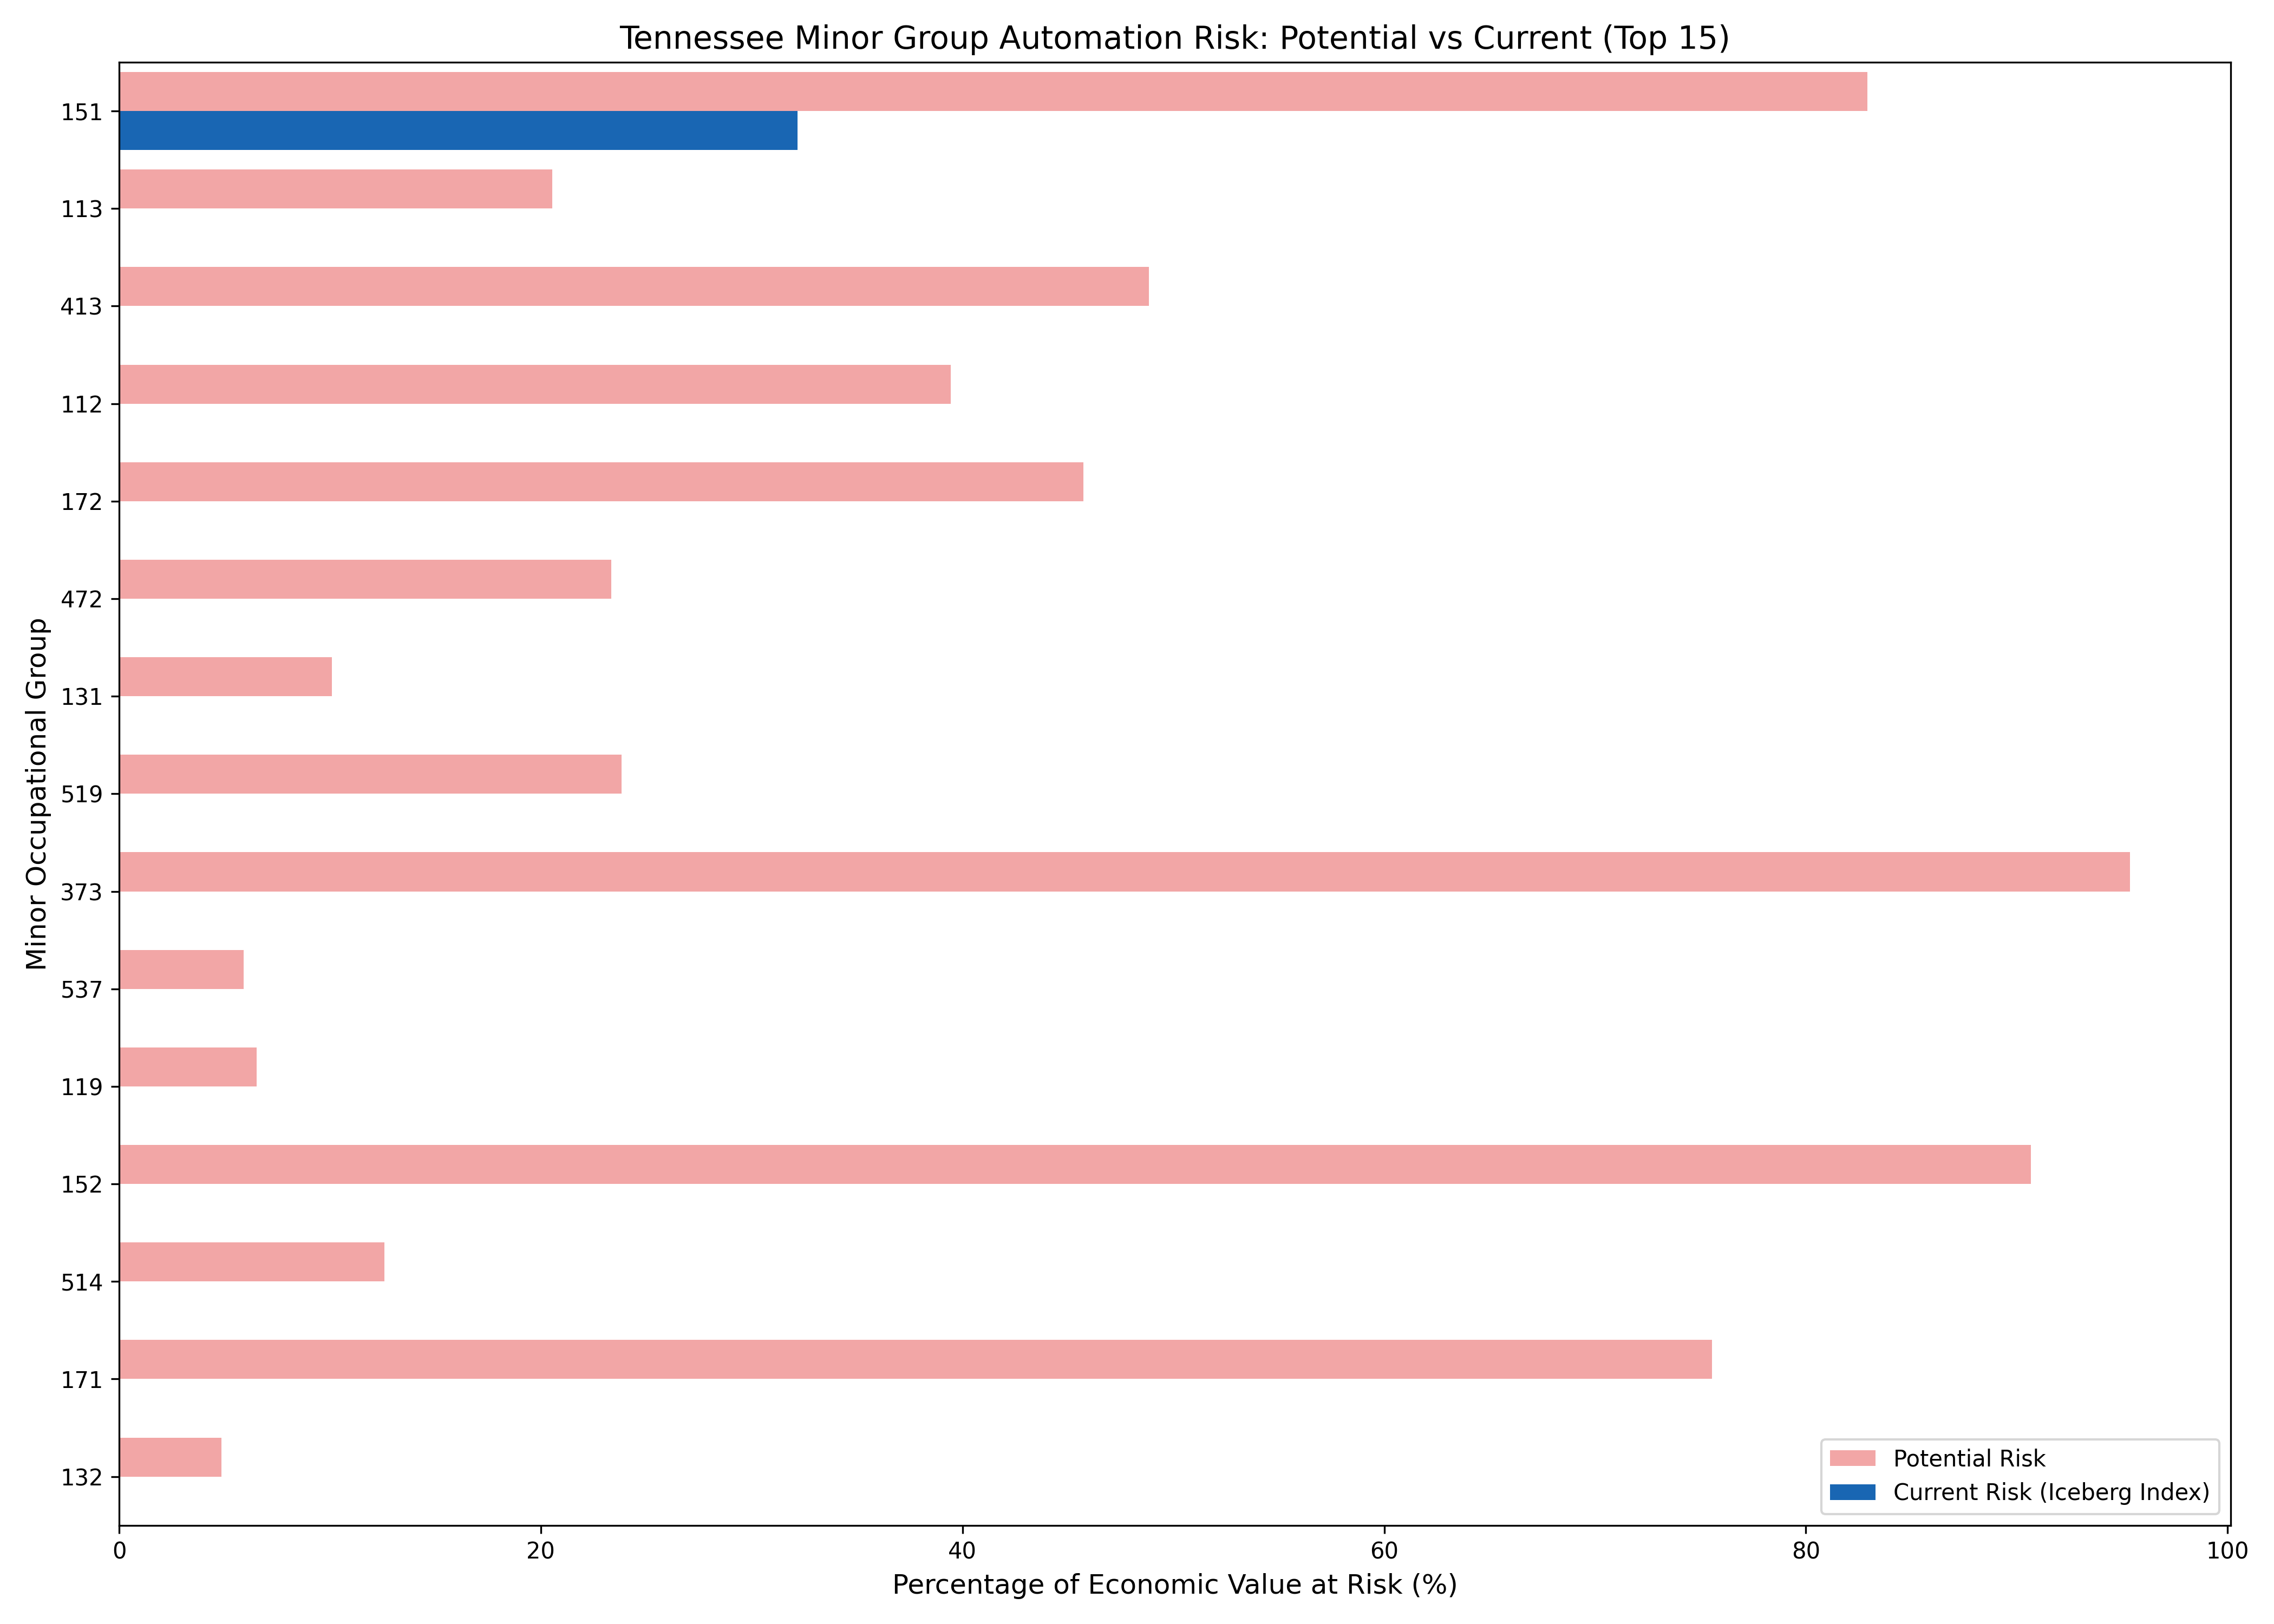 Tennessee Minor Group Automation Risk: Potential vs Current (Top 15)
Minor Occupational Group
151
113
413
112
172
472
131
519
373
537
119
152
514
171
132
Potential Risk
Current Risk (Iceberg Index)
0 20 40 60 80 100
Percentage of Economic Value at Risk (%)